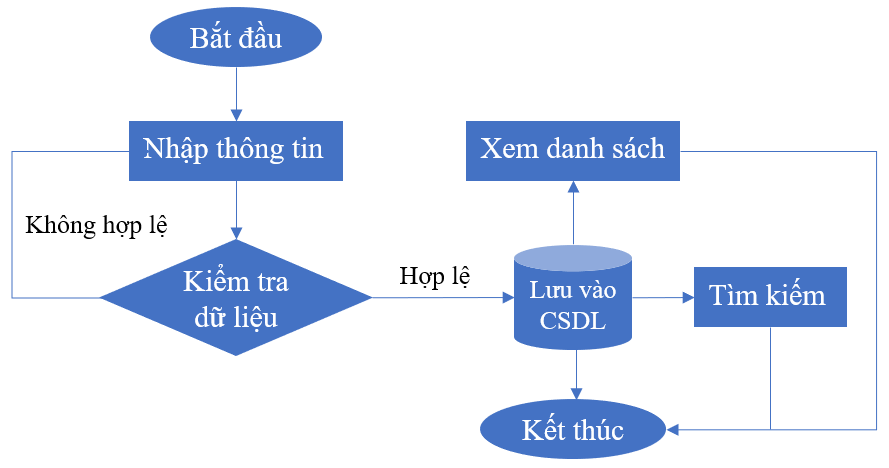 Bắt đầu
Nhập thông tin
Xem danh sách
Không hợp lệ
Kiểm tra
dữ liệu
Hợp lệ
Lưu vào
CSDL
Tìm kiếm
Kết thúc